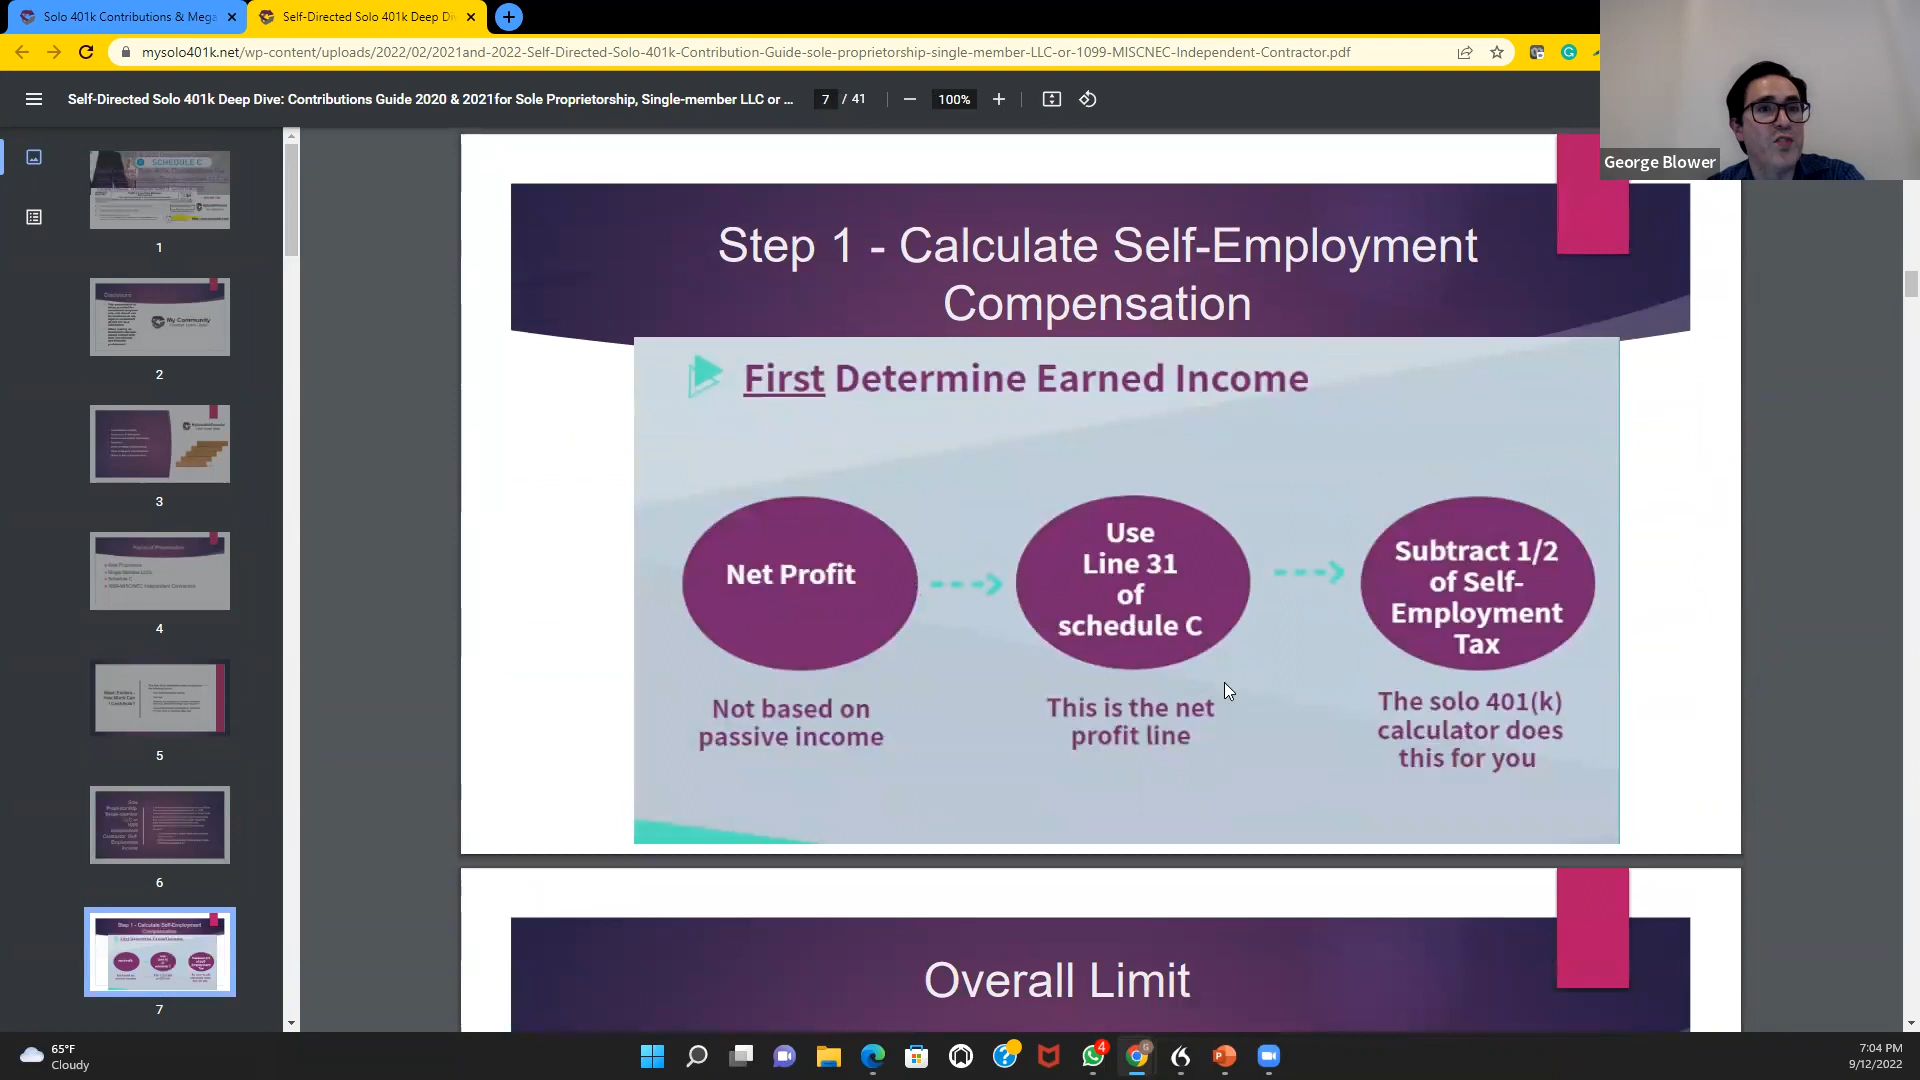 Solo 401k Contributions & Mega
Self-Directed Solo 401k Deep Di
mysolo401k.net/wp-content/uploads/2022/02/2021and-2022-Self-Directed-Solo-401k-Contribution-Guide-sole-proprietorship-single-member-LLC-or-1099-MISCNEC-Independent-Contractor.pdf
Self-Directed Solo 401k Deep Dive: Contributions Guide 2020 & 2021for Sole Proprietorship, Single-member LLC or ...
7 / 41
100%
George Blower
SCHEDULE C
1
Disclosure
My Community
2
3
4
5
6
7
Step 1 - Calculate Self-Employment
Compensation
First Determine Earned Income
Net Profit
Use
Line 31
of
schedule C
Subtract 1/2
of Self-
Employment
Tax
Not based on
passive income
This is the net
profit line
The solo 401(k)
calculator does
this for you
Overall Limit
65°F
Cloudy
4
G
7:04 PM
9/12/2022